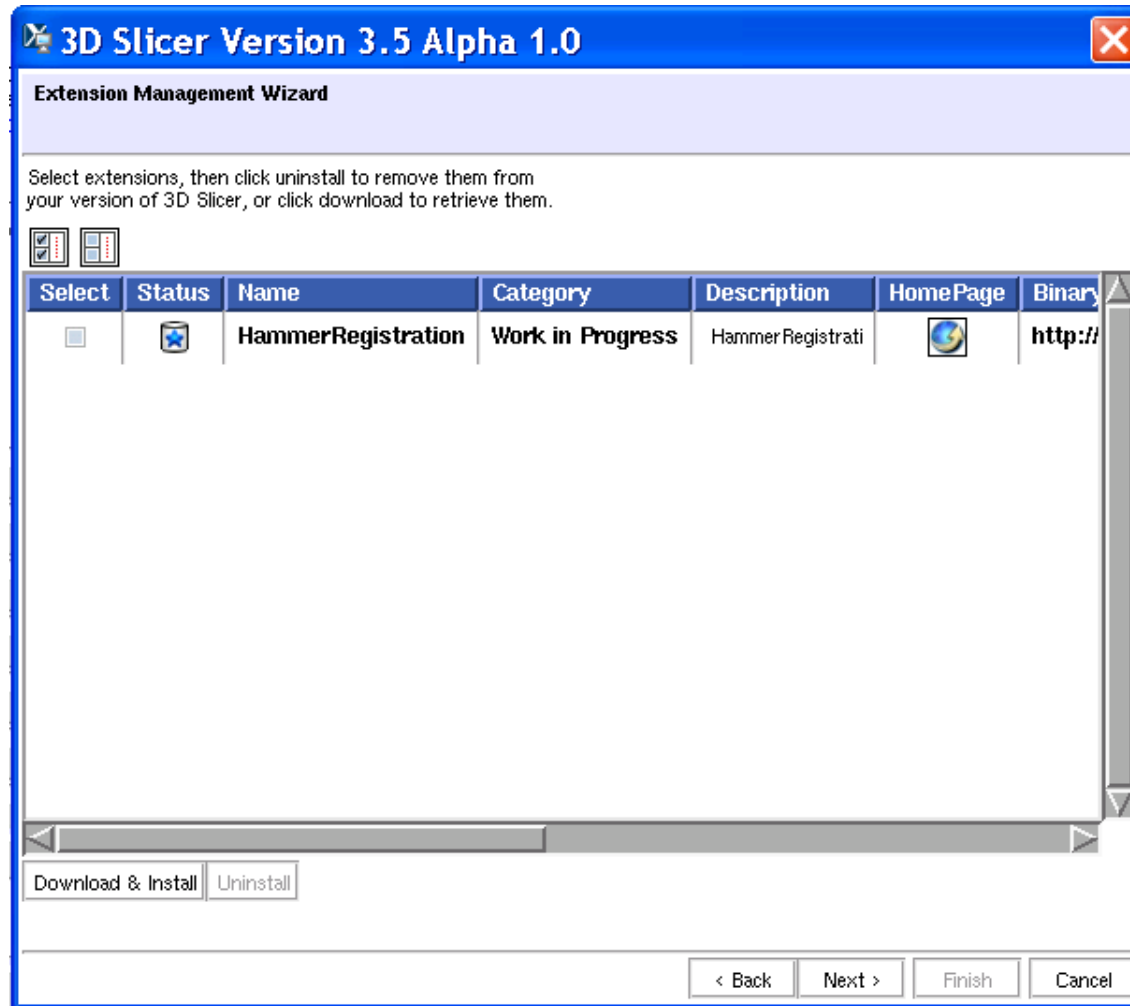 3D Slicer Version 3.5 Alpha 1.0
Extension Management Wizard
Select extensions, then click uninstall to remove them from
your version of 3D Slicer, or click download to retrieve them.
Select Status Name Category Description HomePage Binary
HammerRegistration Work in Progress HammerRegistrati http://
Download & Install Uninstall
< Back Next > Finish Cancel